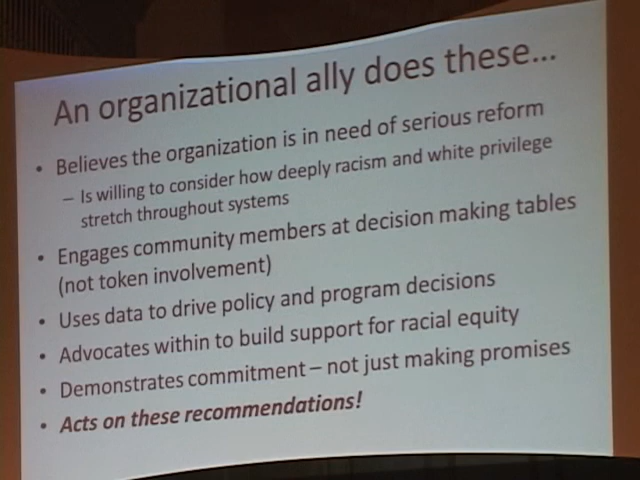 An organizational ally does these...
• Believes the organization is in need of serious reform
– Is willing to consider how deeply racism and white privilege
stretch throughout systems
• Engages community members at decision making tables
(not token involvement)
• Uses data to drive policy and program decisions
• Advocates within to build support for racial equity
• Demonstrates commitment – not just making promises
• Acts on these recommendations!